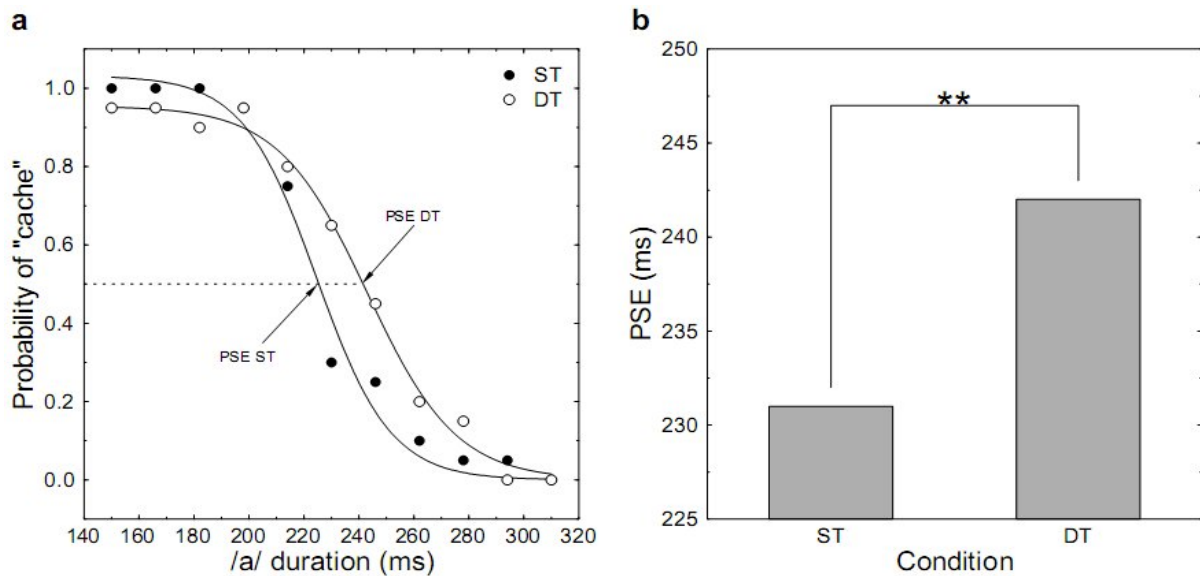 a
ST
DT
1.0
0.8
0.6
0.4
0.2
0.0
PSE DT
PSE ST
Probability of "cache"
140 160 180 200 220 240 260 280 300 320
/a/ duration (ms)
b
250
245
240
235
230
225
**
PSE (ms)
ST DT
Condition